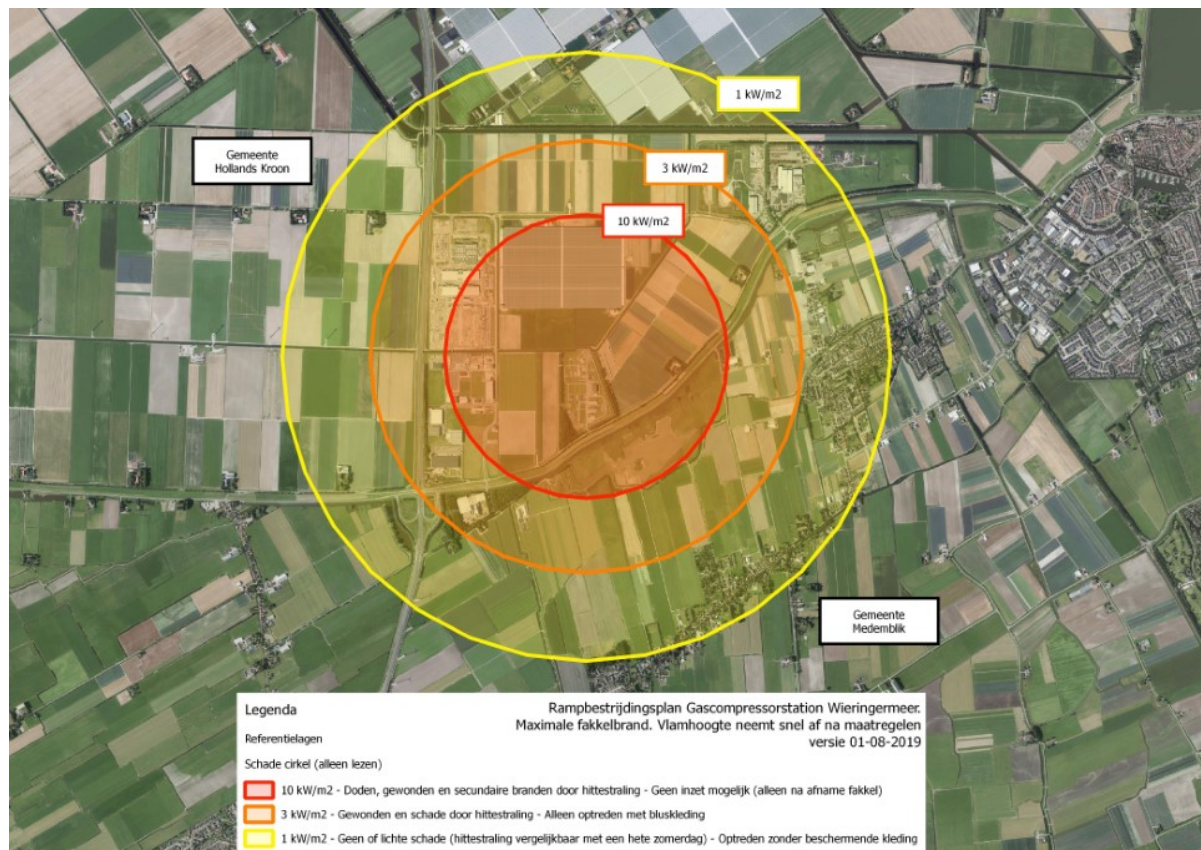 1 kW/m2
Gemeente
Hollands Kroon
3 kW/m2
10 kW/m2
Gemeente
Medemblik
Legenda
Rampbestrijdingsplan Gascompressorstation Wieringermeer.
Maximale fakkelbrand. Vlamhoogte neemt snel af na maatregelen
versie 01-08-2019
Referentielagen
Schade cirkel (alleen lezen)
10 kW/m2 - Doden, gewonden en secundaire branden door hittestraling - Geen inzet mogelijk (alleen na afname fakkel)
3 kW/m2 - Gewonden en schade door hittestraling - Alleen optreden met bluskleding
1 kW/m2 - Geen of lichte schade (hittestraling vergelijkbaar met een hete zomerdag) - Optreden zonder beschermende kleding